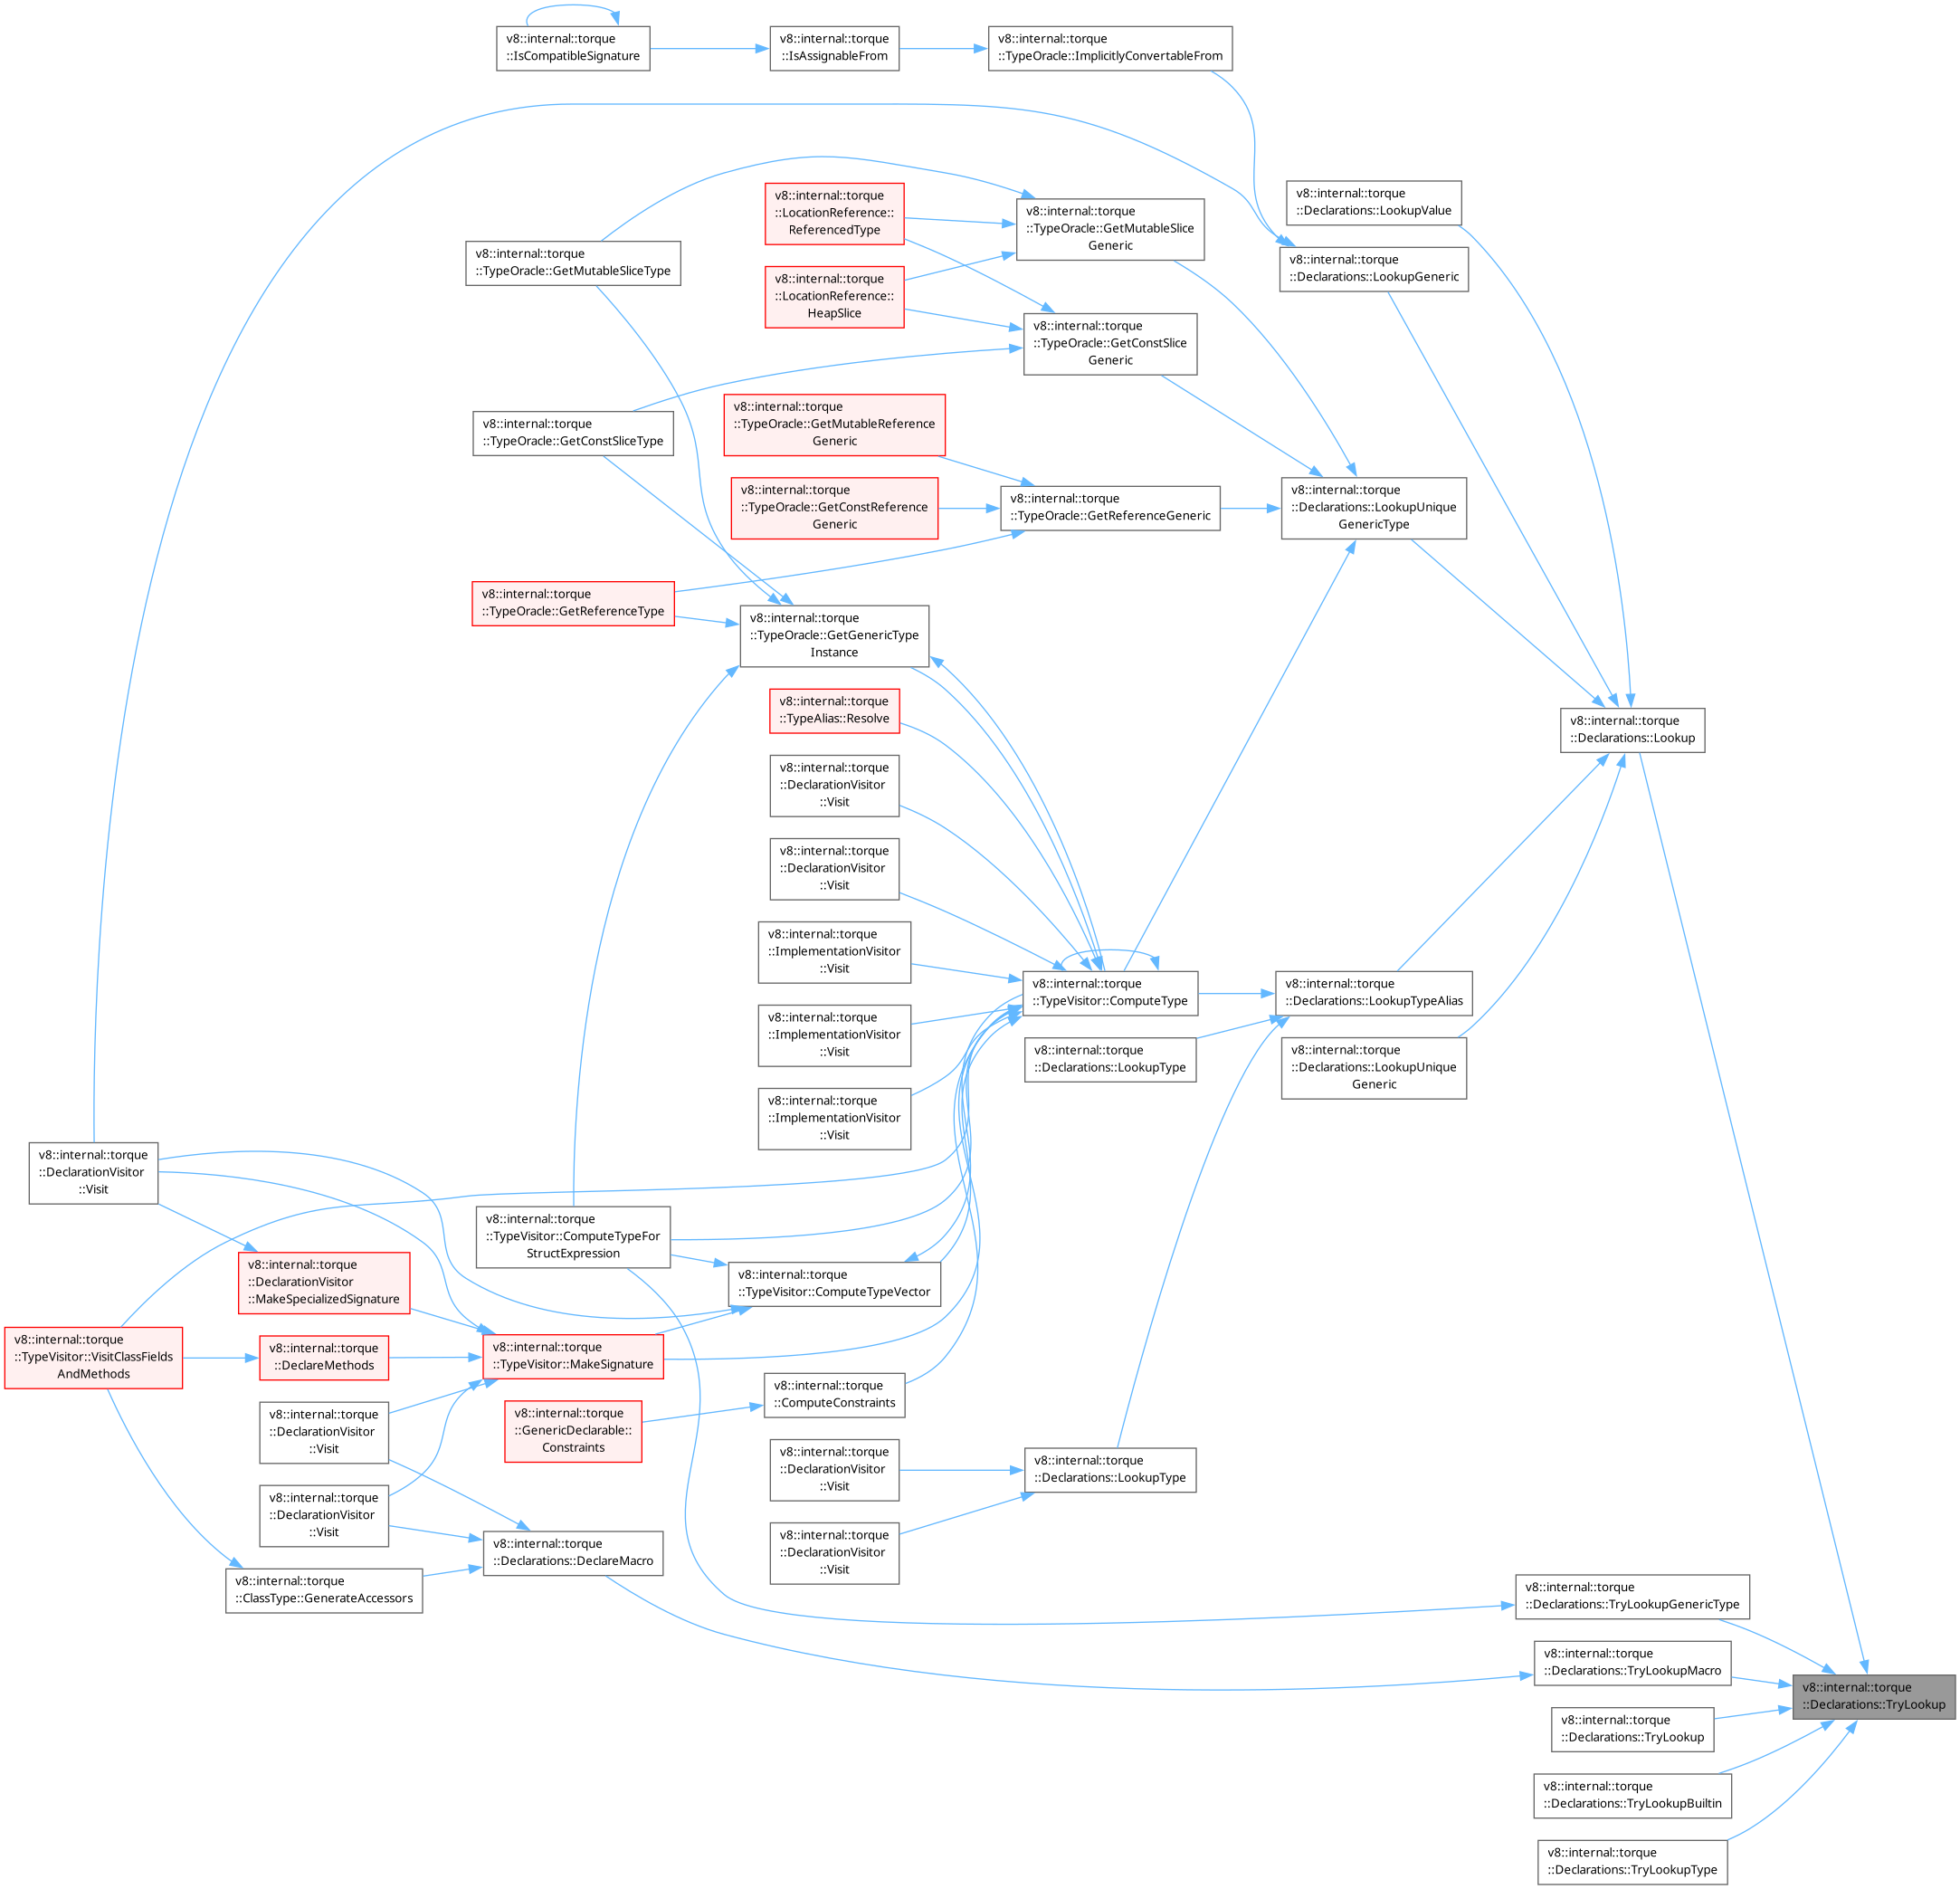 v8::internal::torque
::IsCompatibleSignature
v8::internal::torque
::IsAssignableFrom
v8::internal::torque
::TypeOracle::ImplicitlyConvertableFrom
v8::internal::torque
::Declarations::LookupValue
v8::internal::torque
::LocationReference::
ReferencedType
v8::internal::torque
::TypeOracle::GetMutableSlice
Generic
v8::internal::torque
::TypeOracle::GetMutableSliceType
v8::internal::torque
::LocationReference::
HeapSlice
v8::internal::torque
::Declarations::LookupGeneric
v8::internal::torque
::TypeOracle::GetConstSlice
Generic
v8::internal::torque
::TypeOracle::GetConstSliceType
v8::internal::torque
::TypeOracle::GetMutableReference
Generic
v8::internal::torque
::TypeOracle::GetConstReference
Generic
v8::internal::torque
::TypeOracle::GetReferenceGeneric
v8::internal::torque
::Declarations::LookupUnique
GenericType
v8::internal::torque
::TypeOracle::GetReferenceType
v8::internal::torque
::TypeOracle::GetGenericType
Instance
v8::internal::torque
::TypeAlias::Resolve
v8::internal::torque
::Declarations::Lookup
v8::internal::torque
::DeclarationVisitor
::Visit
v8::internal::torque
::DeclarationVisitor
::Visit
v8::internal::torque
::ImplementationVisitor
::Visit
v8::internal::torque
::TypeVisitor::ComputeType
v8::internal::torque
::Declarations::LookupTypeAlias
v8::internal::torque
::ImplementationVisitor
::Visit
v8::internal::torque
::Declarations::LookupType
v8::internal::torque
::Declarations::LookupUnique
Generic
v8::internal::torque
::ImplementationVisitor
::Visit
v8::internal::torque
::DeclarationVisitor
::Visit
v8::internal::torque
::TypeVisitor::ComputeTypeFor
StructExpression
v8::internal::torque
::DeclarationVisitor
::MakeSpecializedSignature
v8::internal::torque
::TypeVisitor::ComputeTypeVector
v8::internal::torque
::TypeVisitor::VisitClassFields
AndMethods
v8::internal::torque
::DeclareMethods
v8::internal::torque
::TypeVisitor::MakeSignature
v8::internal::torque
::ComputeConstraints
v8::internal::torque
::DeclarationVisitor
::Visit
v8::internal::torque
::GenericDeclarable::
Constraints
v8::internal::torque
::DeclarationVisitor
::Visit
v8::internal::torque
::Declarations::LookupType
v8::internal::torque
::DeclarationVisitor
::Visit
v8::internal::torque
::Declarations::DeclareMacro
v8::internal::torque
::DeclarationVisitor
::Visit
v8::internal::torque
::ClassType::GenerateAccessors
v8::internal::torque
::Declarations::TryLookupGenericType
v8::internal::torque
::Declarations::TryLookupMacro
v8::internal::torque
::Declarations::TryLookup
v8::internal::torque
::Declarations::TryLookup
v8::internal::torque
::Declarations::TryLookupBuiltin
v8::internal::torque
::Declarations::TryLookupType